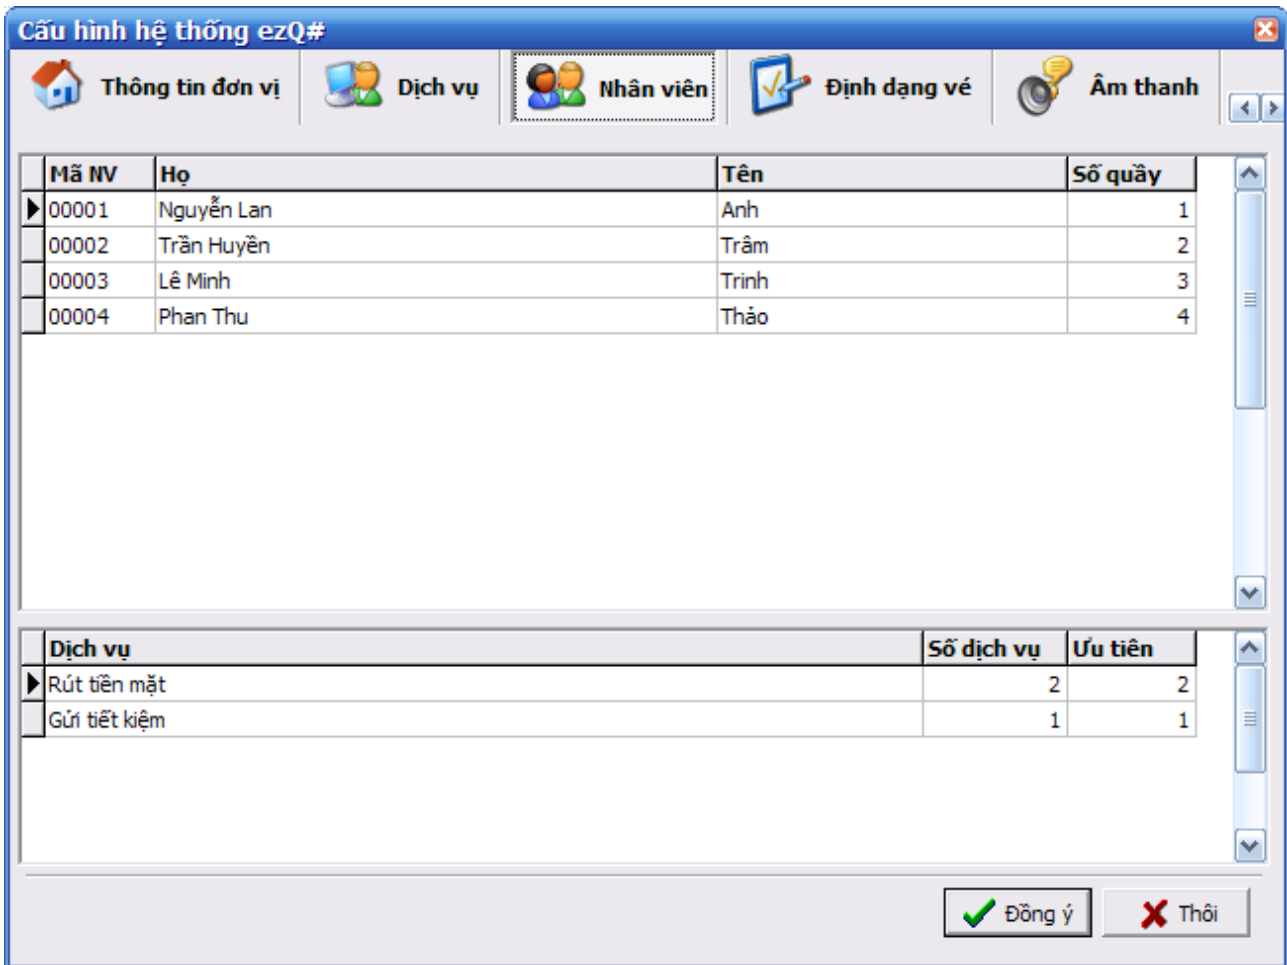 Cấu hình hệ thống ezQ#
Thông tin đơn vị Dịch vụ Nhân viên Định dạng vé Âm thanh
Mã NV Họ Tên Số quầy
00001 Nguyễn Lan Anh 1
00002 Trần Huyền Trâm 2
00003 Lê Minh Trinh 3
00004 Phan Thu Thảo 4
Dịch vụ Số dịch vụ Ưu tiên
Rút tiền mặt 2 2
Gửi tiết kiệm 1 1
Đồng ý Thôi